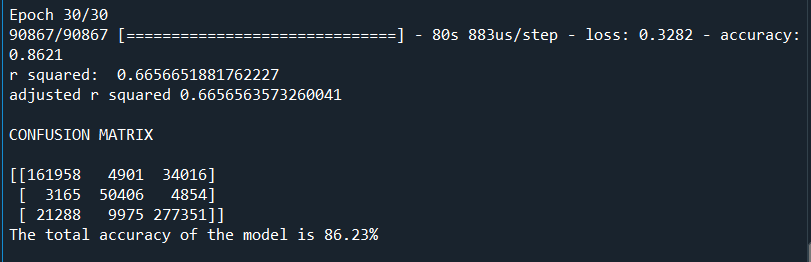 Epoch 30/30
90867/90867 [==============================] - 80s 883us/step - loss: 0.3282 - accuracy:
0.8621
r squared:  0.6656651881762227
adjusted r squared 0.6656563573260041
CONFUSION MATRIX
[[161958   4901  34016]
 [  3165  50406   4854]
 [ 21288   9975 277351]]
The total accuracy of the model is 86.23%